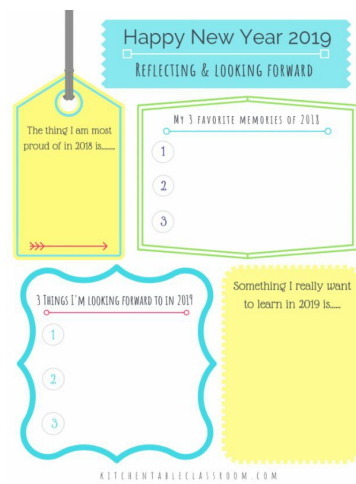 Happy New Year 2019
REFLECTING & LOOKING FORWARD
The thing I am most
proud of in 2018 is......
MY 3 FAVORITE MEMORIES OF 2018
1
2
3
3 THINGS I'M LOOKING FORWARD TO IN 2019
1
2
3
Something I really want
to learn in 2019 is.....
KITCHENTABLECLASSROOM.COM